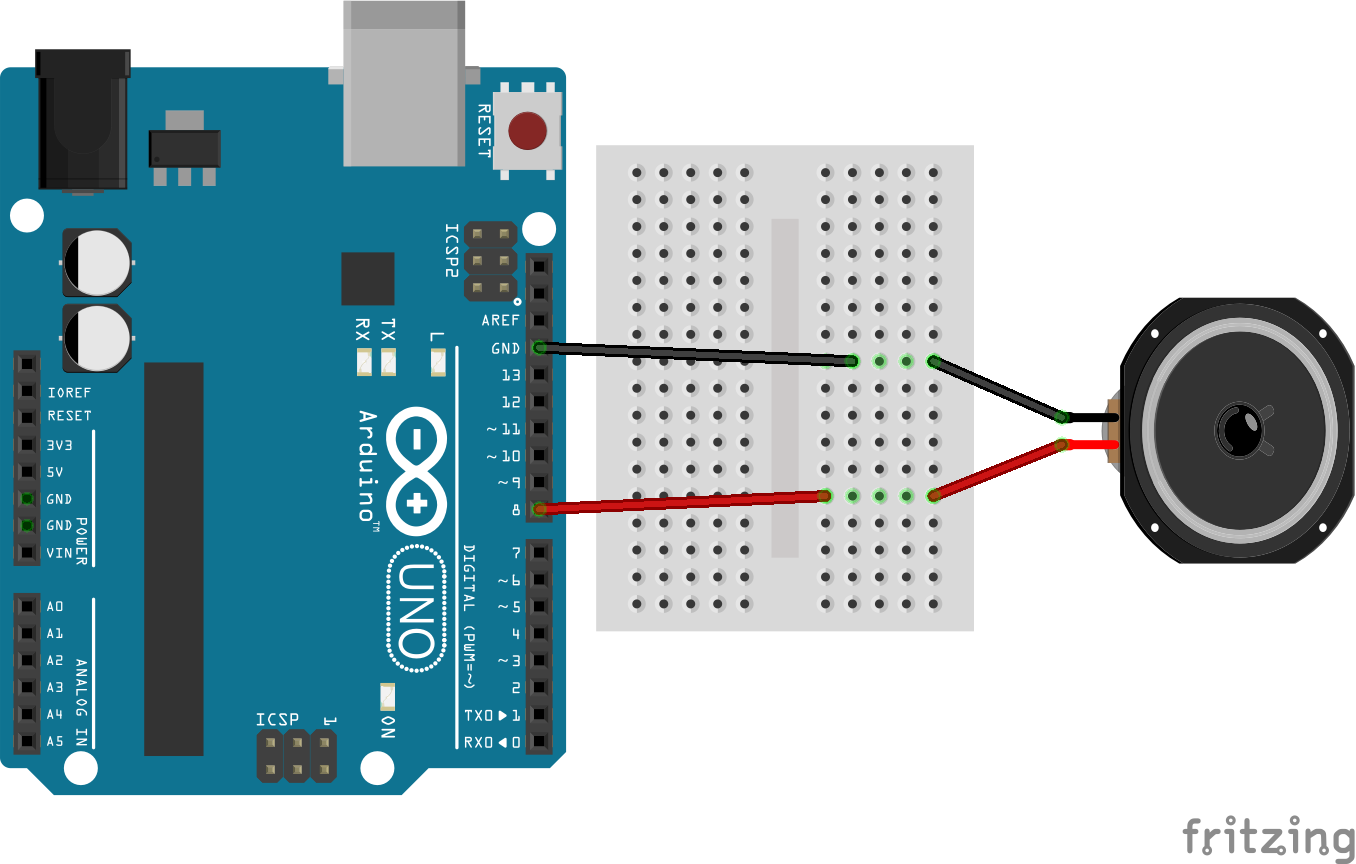 RESET
ICSP2
AREF
GND
RX
TX
L
13
12
~11
~10
~9
8
IOREF
RESET
3V3
5V
GND
GND
VIN
POWER
Arduino™
UNO
DIGITAL (PWM=~)
7
~6
~5
4
~3
2
TX0▶1
RX0◀0
A0
A1
A2
A3
A4
A5
ANALOG IN
ICSP
1
ON
fritzing